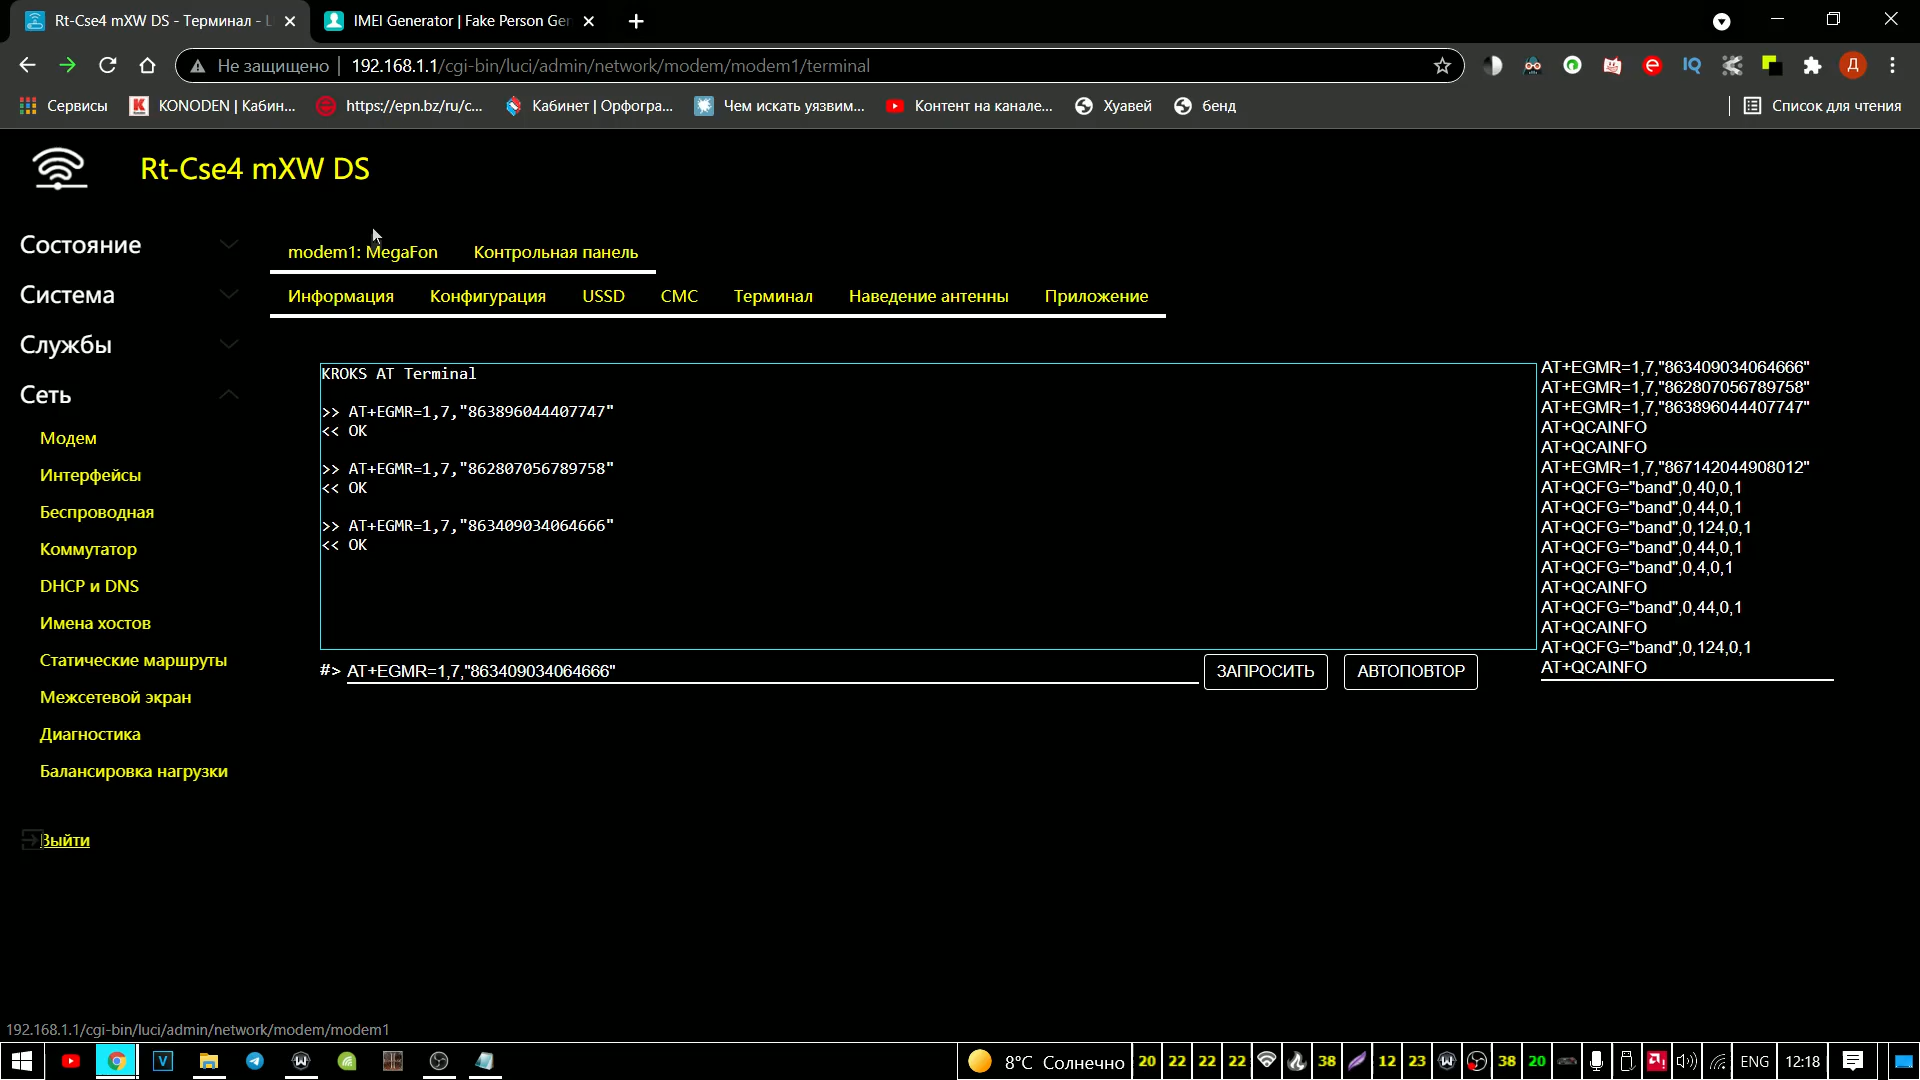 Rt-Cse4 mXW DS - Терминал - L
IMEI Generator | Fake Person Ger
Не защищено | 192.168.1.1/cgi-bin/luci/admin/network/modem/modem1/terminal
IQ
Д
Сервисы
KONODEN | Кабин...
https://epn.bz/ru/c...
Кабинет | Орфогра...
Чем искать уязвим...
Контент на канале...
Хуавей
бенд
Список для чтения
Rt-Cse4 mXW DS
Состояние
Система
Службы
Сеть
Модем
Интерфейсы
Беспроводная
Коммутатор
DHCP и DNS
Имена хостов
Статические маршруты
Межсетевой экран
Диагностика
Балансировка нагрузки
Выйти
modem1: MegaFon
Контрольная панель
Информация
Конфигурация
USSD
СМС
Терминал
Наведение антенны
Приложение
KROKS AT Terminal
>> AT+EGMR=1,7,"863896044407747"
<< OK
>> AT+EGMR=1,7,"862807056789758"
<< OK
>> AT+EGMR=1,7,"863409034064666"
<< OK
#> AT+EGMR=1,7,"863409034064666"
ЗАПРОСИТЬ
АВТОПОВТОР
AT+EGMR=1,7,"863409034064666"
AT+EGMR=1,7,"862807056789758"
AT+EGMR=1,7,"863896044407747"
AT+QCAINFO
AT+QCAINFO
AT+EGMR=1,7,"867142044908012"
AT+QCFG="band",0,40,0,1
AT+QCFG="band",0,44,0,1
AT+QCFG="band",0,124,0,1
AT+QCFG="band",0,44,0,1
AT+QCFG="band",0,4,0,1
AT+QCAINFO
AT+QCFG="band",0,44,0,1
AT+QCAINFO
AT+QCFG="band",0,124,0,1
AT+QCAINFO
192.168.1.1/cgi-bin/luci/admin/network/modem/modem1
8°C Солнечно
20
22
22
22
38
12
23
38
20
ENG
12:18